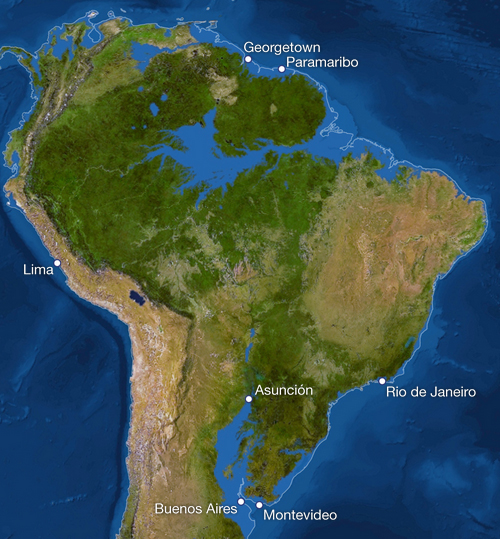 Georgetown
Paramaribo
Lima
Asunción
Rio de Janeiro
Buenos Aires
Montevideo